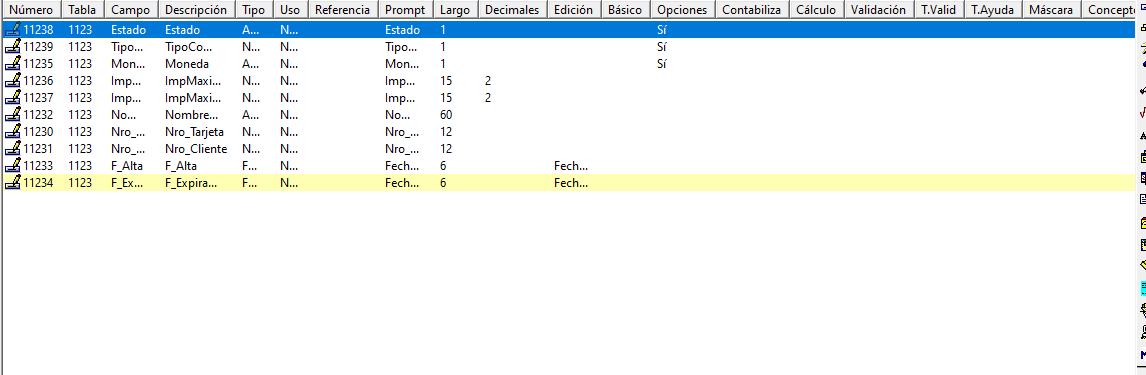 Número Tabla Campo Descripción Tipo Uso Referencia Prompt Largo Decimales Edición Básico Opciones Contabiliza Cálculo Validación T.Valid T.Ayuda Máscara Concepto
11238 1123 Estado Estado A... N... Estado 1 Sí
11239 1123 Tipo... TipoCo... N... N... Tipo... 1 Sí
11235 1123 Mon... Moneda A... N... Mon... 1 Sí
11236 1123 Imp... ImpMaxi... N... N... Imp... 15 2
11237 1123 Imp... ImpMaxi... N... N... Imp... 15 2
11232 1123 No... Nombre... A... N... No... 60
11230 1123 Nro_... Nro_Tarjeta N... N... Nro_... 12
11231 1123 Nro_... Nro_Cliente N... N... Nro_... 12
11233 1123 F_Alta F_Alta F... N... Fech... 6 Fech...
11234 1123 F_Ex... F_Expira... F... N... Fech... 6 Fech...